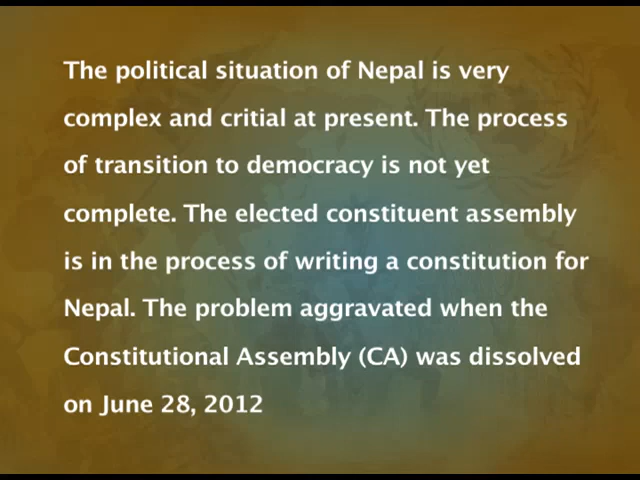 The political situation of Nepal is very
complex and critial at present. The process
of transition to democracy is not yet
complete. The elected constituent assembly
is in the process of writing a constitution for
Nepal. The problem aggravated when the
Constitutional Assembly (CA) was dissolved
on June 28, 2012